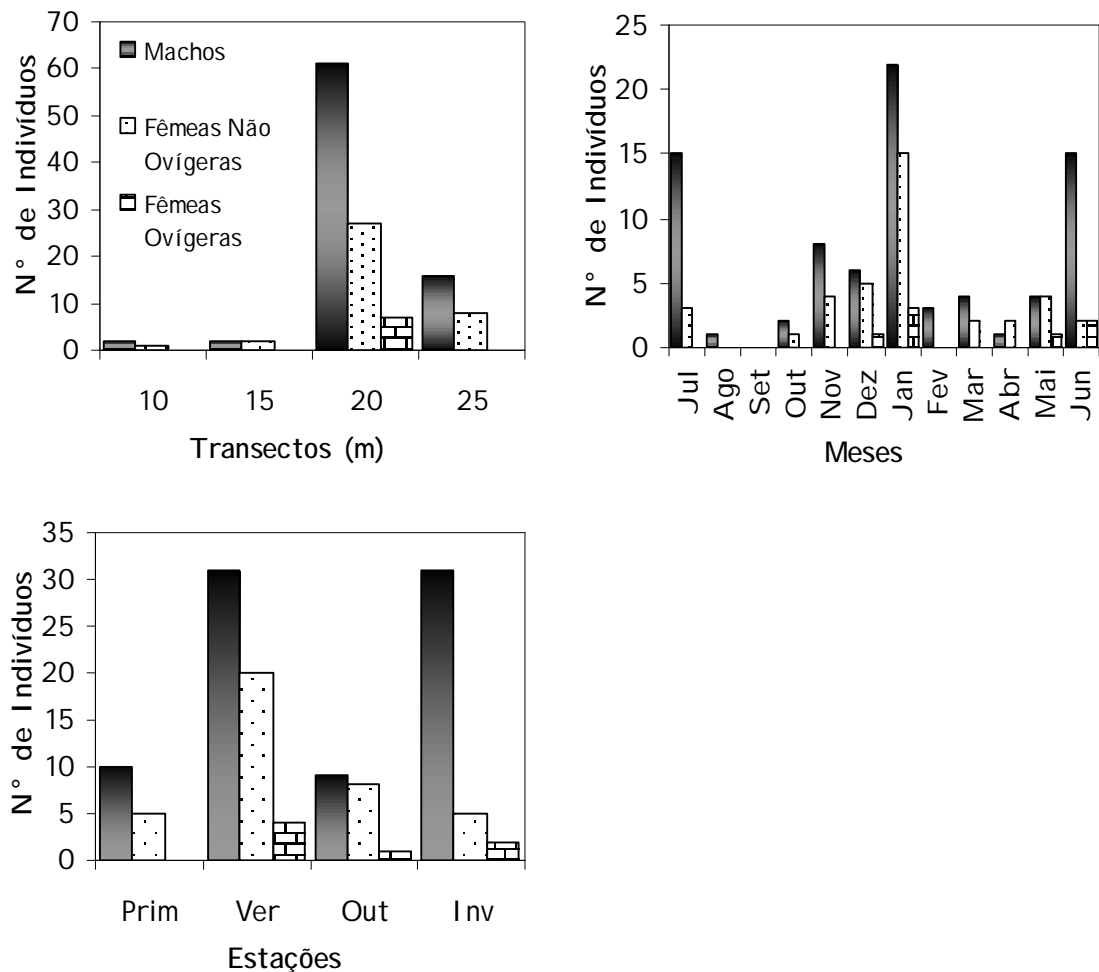 N° de Indivíduos
70
60
50
40
30
20
10
0
Machos
Fêmeas Não
Ovígeras
Fêmeas
Ovígeras
10 15 20 25
Transectos (m)
N° de Indivíduos
25
20
15
10
5
0
Jul Ago Set Out Nov Dez Jan Fev Mar Abr Mai Jun
Meses
N° de Indivíduos
35
30
25
20
15
10
5
0
Prim Ver Out Inv
Estações